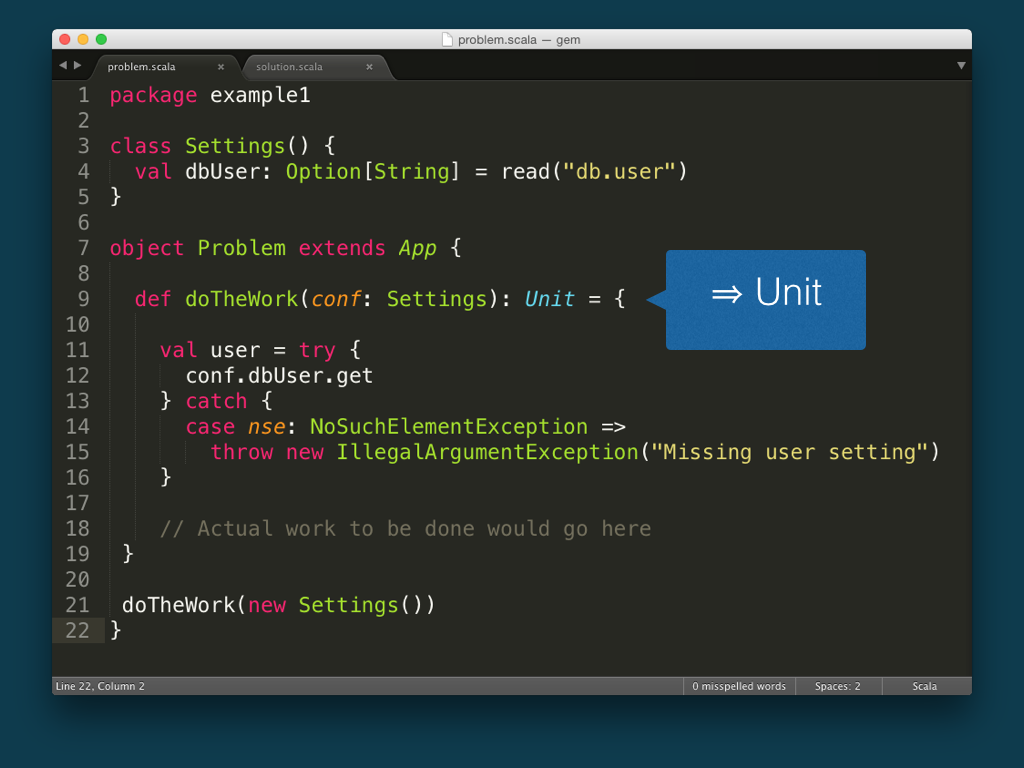 problem.scala — gem
problem.scala × solution.scala ×
1 package example1
2
3 class Settings() {
4   val dbUser: Option[String] = read("db.user")
5 }
6
7 object Problem extends App {
8
9   def doTheWork(conf: Settings): Unit = {
⇒ Unit
10
11     val user = try {
12       conf.dbUser.get
13     } catch {
14       case nse: NoSuchElementException =>
15         throw new IllegalArgumentException("Missing user setting")
16     }
17
18     // Actual work to be done would go here
19  }
20
21  doTheWork(new Settings())
22 }
Line 22, Column 2 0 misspelled words Spaces: 2 Scala